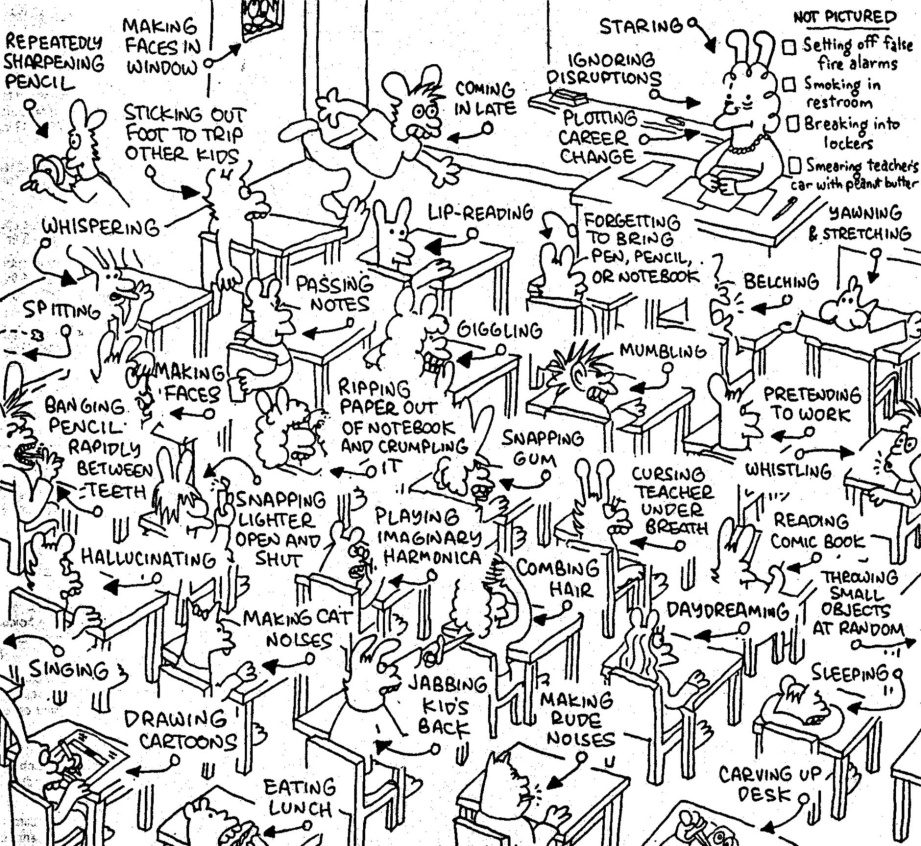 REPEATEDLY
SHARPENING
PENCIL
MAKING
FACES IN
WINDOW
STICKING OUT
FOOT TO TRIP
OTHER KIDS
COMING
IN LATE
STARING
IGNORING
DISRUPTIONS
PLOTTING
CAREER
CHANGE
NOT PICTURED
Setting off false
fire alarms
Smoking in
restroom
Breaking into
lockers
Smearing teacher's
car with peanut butter
WHISPERING
LIP-READING
FORGETTING
TO BRING
PEN, PENCIL,
OR NOTEBOOK
YAWNING
& STRETCHING
SPITTING
PASSING
NOTES
GIGGLING
BELCHING
MUMBLING
MAKING
FACES
BANGING
PENCIL
RAPIDLY
BETWEEN
TEETH
RIPPING
PAPER OUT
OF NOTEBOOK
AND CRUMPLING
IT
SNAPPING
GUM
PRETENDING
TO WORK
WHISTLING
SNAPPING
LIGHTER
OPEN AND
SHUT
PLAYING
IMAGINARY
HARMONICA
CURSING
TEACHER
UNDER
BREATH
READING
COMIC BOOK
HALLUCINATING
COMBING
HAIR
THROWING
SMALL
OBJECTS
AT RANDOM
MAKING CAT
NOISES
DAYDREAMING
SINGING
JABBING
KID'S
BACK
MAKING
RUDE
NOISES
SLEEPING
DRAWING
CARTOONS
EATING
LUNCH
CARVING UP
DESK